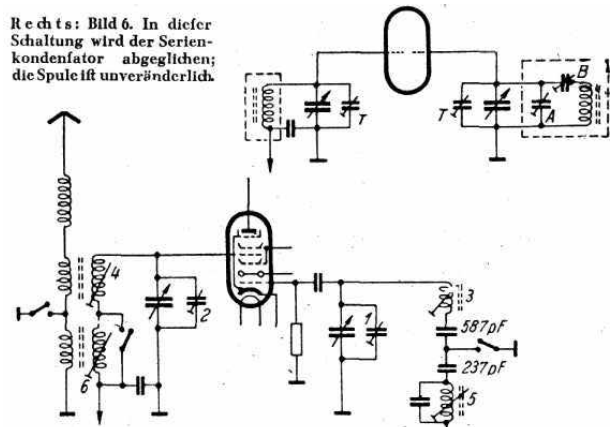 Rechts: Bild 6. In dieſer
Schaltung wird der Serien-
kondenſator abgeglichen;
die Spule iſt unveränderlich.
B
T
T
A
4
2
1
3
587pF
237pF
6
5